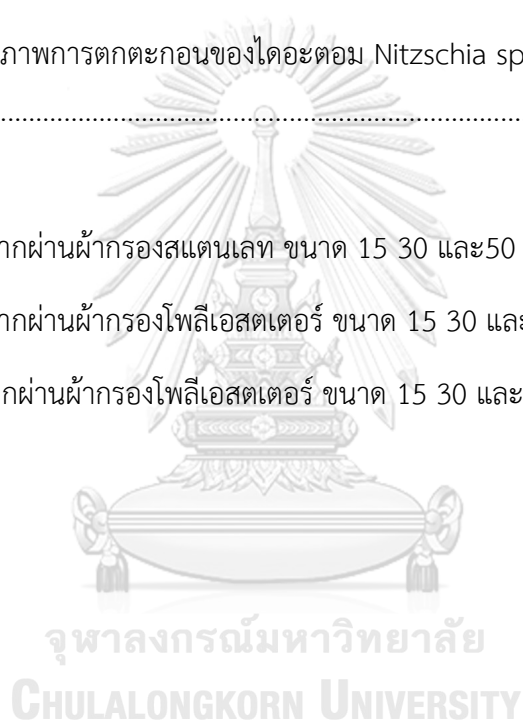 ภาพการตกตะกอนของไดอะตอม Nitzschia sp
................................................................................
ากผ่านผ้ากรองสแตนเลท ขนาด 15 30 และ50
ากผ่านผ้ากรองโพลีเอสตเตอร์ ขนาด 15 30 และ
กผ่านผ้ากรองโพลีเอสตเตอร์ ขนาด 15 30 และ
จุฬาลงกรณ์มหาวิทยาลัย
CHULALONGKORN UNIVERSITY